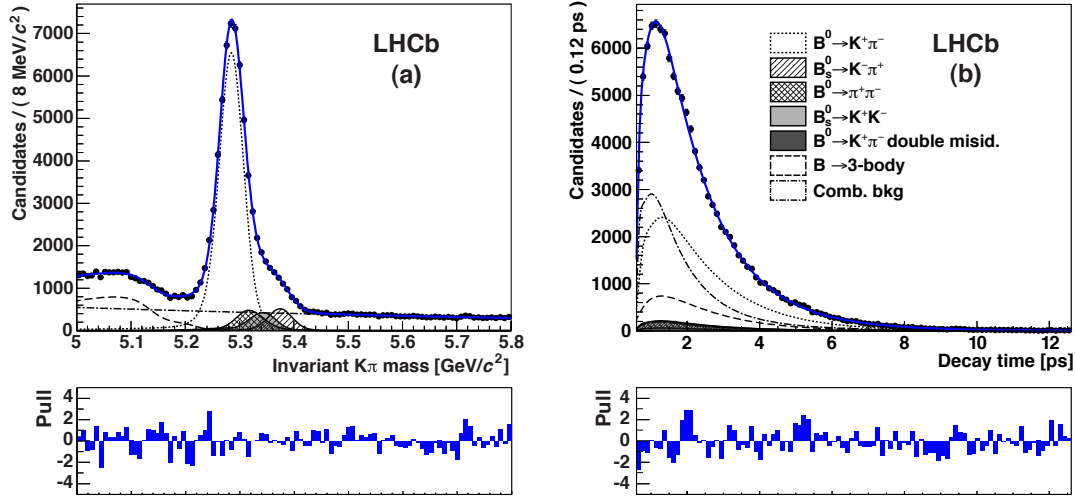 Candidates / ( 8 MeV/c²)
7000
6000
5000
4000
3000
2000
1000
0
LHCb
(a)
5 5.1 5.2 5.3 5.4 5.5 5.6 5.7 5.8
Invariant Kπ mass [GeV/c²]
Pull
4
2
0
-2
-4
Candidates / ( 0.12 ps)
6000
5000
4000
3000
2000
1000
0
LHCb
(b)
B⁰→K⁺π⁻
B⁰ₛ→K⁻π⁺
B⁰→π⁺π⁻
B⁰ₛ→K⁺K⁻
B⁰→K⁺π⁻ double misid.
B →3-body
Comb. bkg
2 4 6 8 10 12
Decay time [ps]
Pull
4
2
0
-2
-4